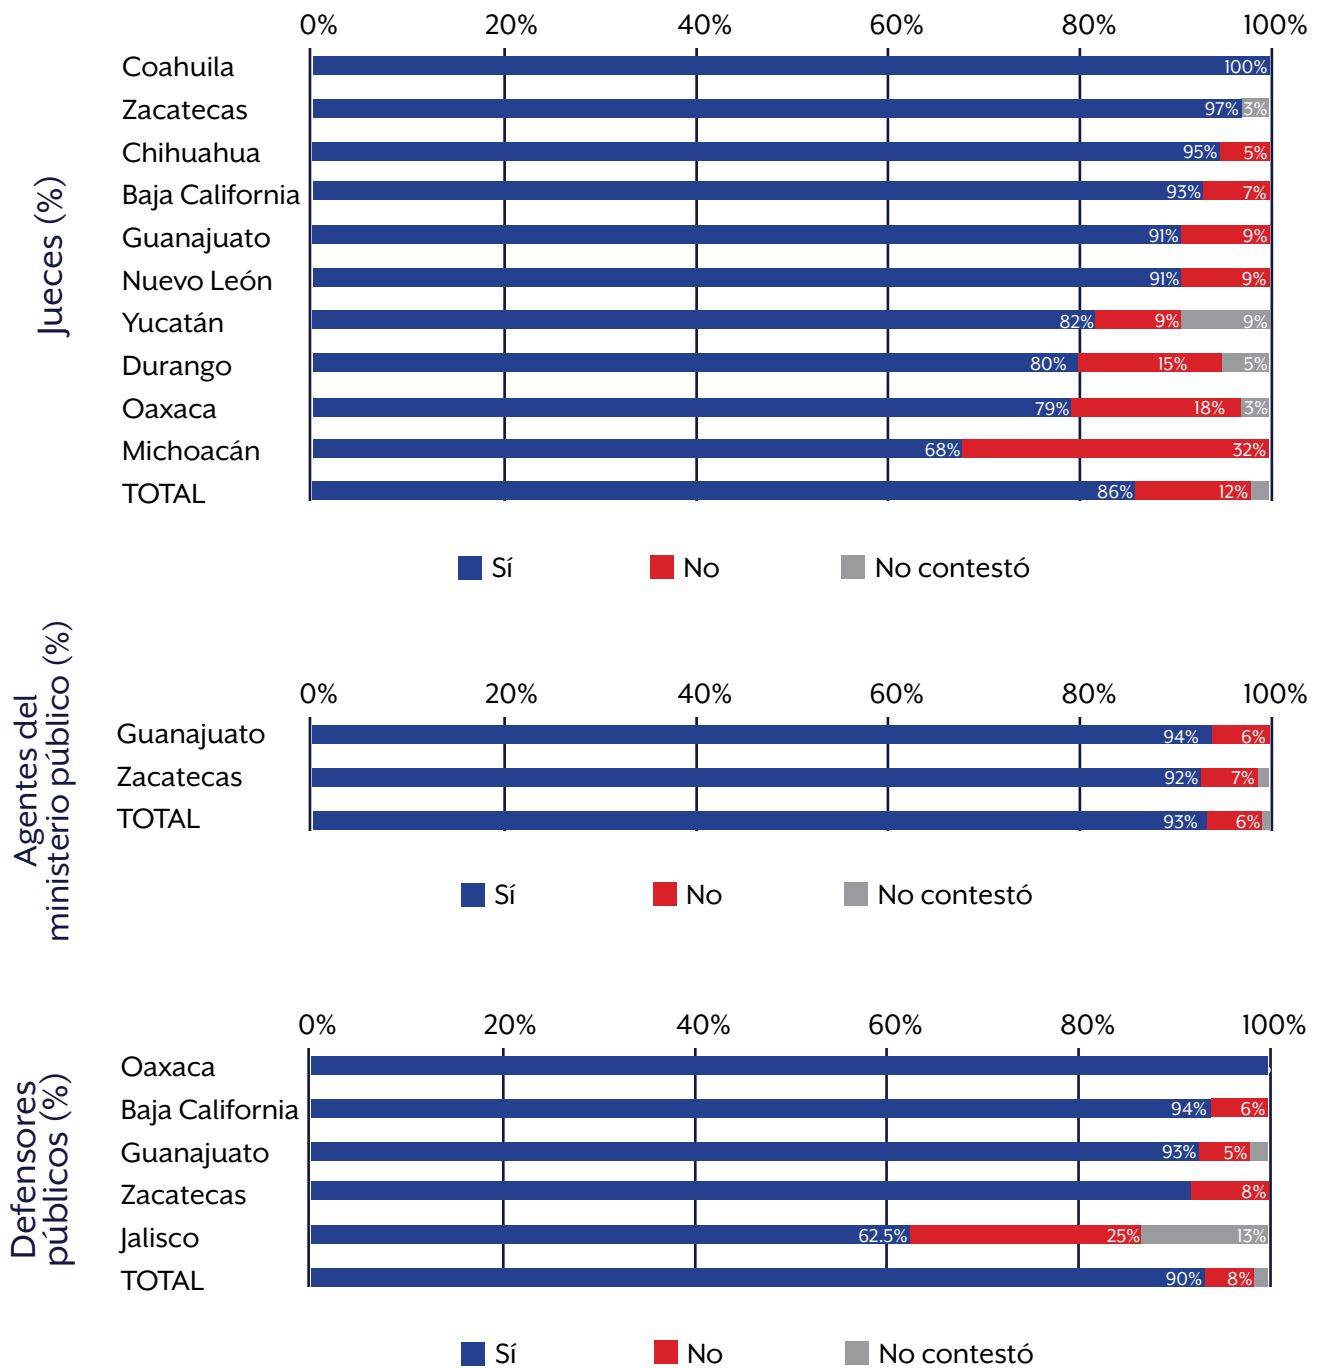 0% 20% 40% 60% 80% 100%
Jueces (%)
Coahuila 100%
Zacatecas 97% 3%
Chihuahua 95% 5%
Baja California 93% 7%
Guanajuato 91% 9%
Nuevo León 91% 9%
Yucatán 82% 9% 9%
Durango 80% 15% 5%
Oaxaca 79% 18% 3%
Michoacán 68% 32%
TOTAL 86% 12%
Sí No No contestó
Agentes del
ministerio público (%)
0% 20% 40% 60% 80% 100%
Guanajuato 94% 6%
Zacatecas 92% 7%
TOTAL 93% 6%
Sí No No contestó
Defensores
públicos (%)
0% 20% 40% 60% 80% 100%
Oaxaca
Baja California 94% 6%
Guanajuato 93% 5%
Zacatecas 8%
Jalisco 62.5% 25% 13%
TOTAL 90% 8%
Sí No No contestó